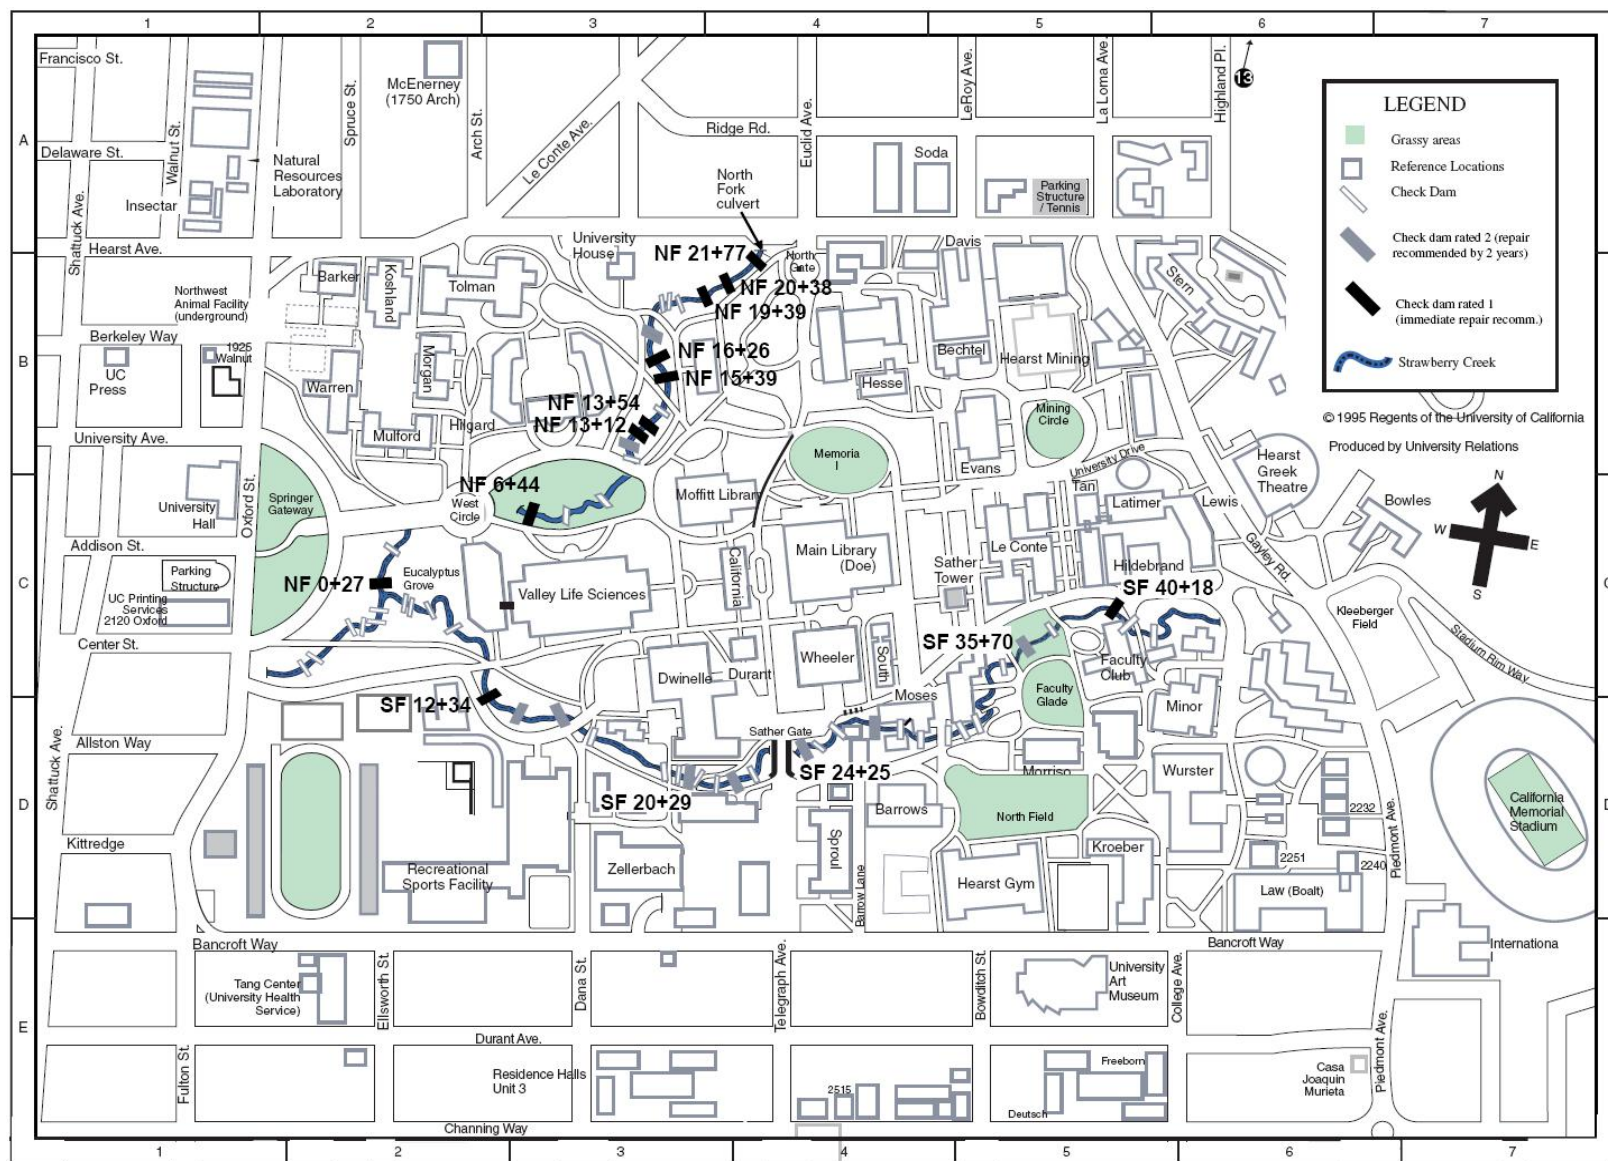 1 2 3 4 5 6 7
Francisco St.
McEnerney
(1750 Arch)
Spruce St.
Arch St.
Le Conte Ave.
Ridge Rd.
Euclid Ave.
LeRoy Ave.
La Loma Ave.
Highland Pl.
13
LEGEND
Grassy areas
Reference Locations
Check Dam
Check dam rated 2 (repair
recommended by 2 years)
Check dam rated 1
(immediate repair recomm.)
Strawberry Creek
© 1995 Regents of the University of California
Produced by University Relations
A
Delaware St.
Walnut St.
Natural
Resources
Laboratory
Insectar
Shattuck Ave.
Hearst Ave.
North
Fork
culvert
Soda
Parking
Structure
/ Tennis
University
House
NF 21+77
North
Gate
Davis
Stern
Barker
Koshland
Tolman
NF 20+38
NF 19+39
Northwest
Animal Facility
(underground)
Berkeley Way
B
UC
Press
1925
Walnut
Warren
Morgan
NF 16+26
NF 15+39
Bechtel
Hearst Mining
Hesse
NF 13+54
NF 13+12
Hilgard
Mulford
University Ave.
Mining
Circle
Memoria
l
Evans
University Drive
Hearst
Greek
Theatre
N
W
E
S
Bowles
Oxford St.
University
Hall
Springer
Gateway
NF 6+44
West
Circle
Moffitt Library
Tan
Latimer
Lewis
Gayley Rd.
Addison St.
Main Library
(Doe)
Le Conte
Sather
Tower
Hildebrand
C
C
Parking
Structure
UC Printing
Services
2120 Oxford
NF 0+27
Eucalyptus
Grove
Valley Life Sciences
California
SF 40+18
Kleeberger
Field
Stadium Rim Way
Center St.
SF 35+70
Wheeler
South
Dwinelle
Durant
Faculty
Club
Faculty
Glade
Moses
Minor
SF 12+34
Shattuck Ave.
Allston Way
Sather Gate
SF 24+25
Morriso
Wurster
SF 20+29
Barrows
North Field
2232
Piedmont Ave.
California
Memorial
Stadium
D
D
Kittredge
Recreational
Sports Facility
Zellerbach
Sproul
Barrow Lane
Hearst Gym
Kroeber
2251
2240
Law (Boalt)
Bancroft Way
Bancroft Way
Internationa
l
Tang Center
(University Health
Service)
Ellsworth St.
Dana St.
Telegraph Ave.
Bowditch St.
University
Art
Museum
College Ave.
E
Durant Ave.
Fulton St.
Residence Halls
Unit 3
2515
Deutsch
Freeborn
Casa
Joaquin
Murieta
Piedmont Ave.
Channing Way
1 2 3 4 5 6 7